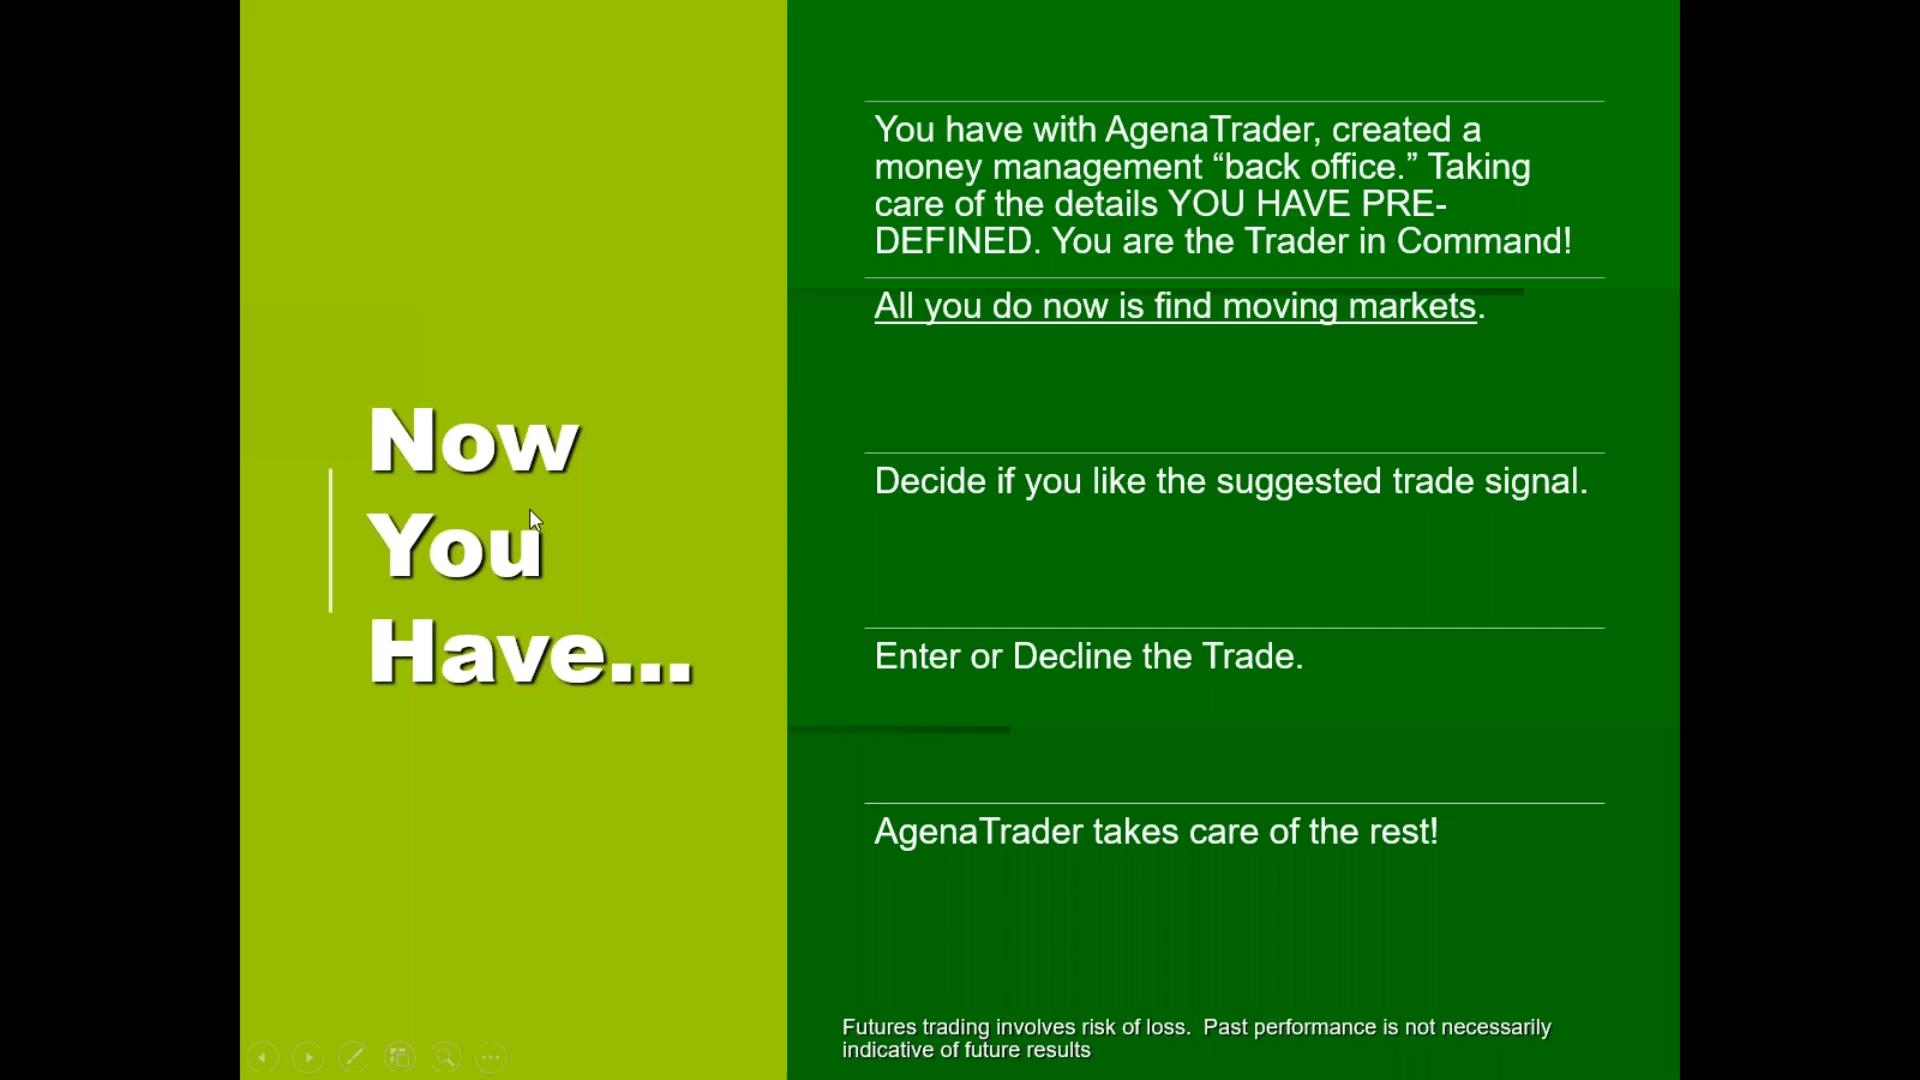 Now
You
Have...
You have with AgenaTrader, created a
money management “back office.” Taking
care of the details YOU HAVE PRE-
DEFINED. You are the Trader in Command!
All you do now is find moving markets.
Decide if you like the suggested trade signal.
Enter or Decline the Trade.
AgenaTrader takes care of the rest!
Futures trading involves risk of loss.  Past performance is not necessarily
indicative of future results